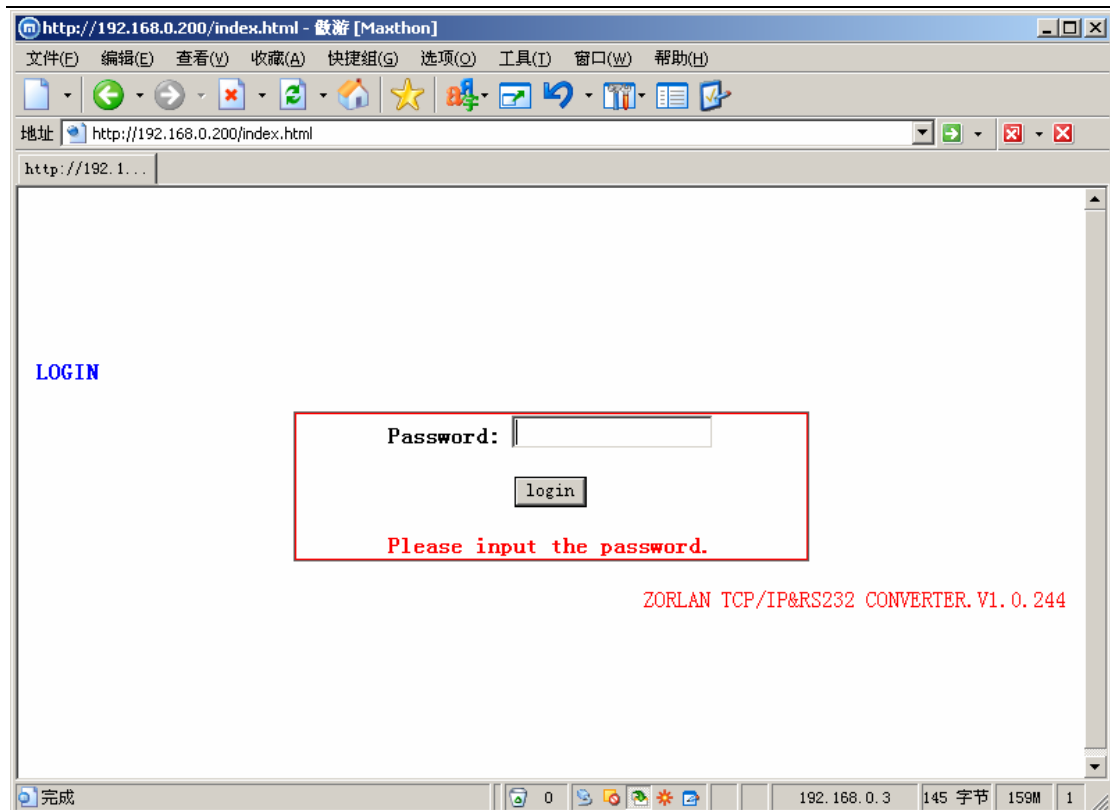 http://192.168.0.200/index.html - 傲游 [Maxthon]
文件(F) 编辑(E) 查看(V) 收藏(A) 快捷组(G) 选项(O) 工具(T) 窗口(W) 帮助(H)
地址 http://192.168.0.200/index.html
http://192.1...
LOGIN
Password:
login
Please input the password.
ZORLAN TCP/IP&RS232 CONVERTER.V1.0.244
完成 0 192.168.0.3 145 字节 159M 1